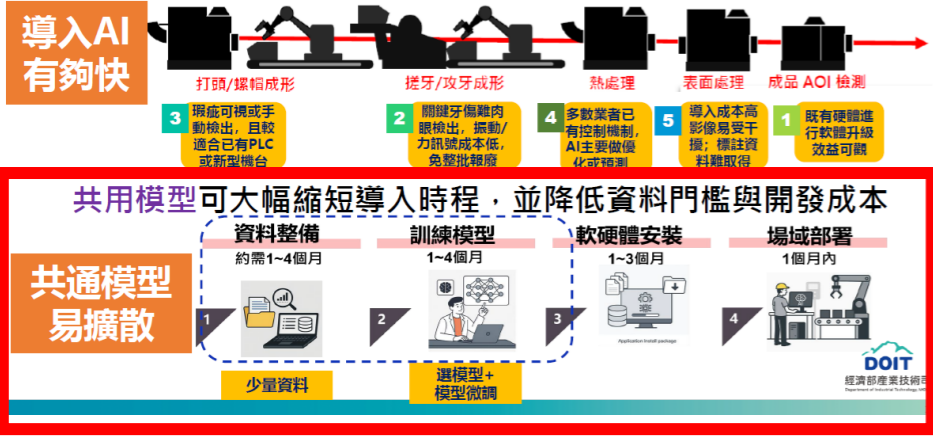 導入AI
有夠快
打頭/螺帽成形
搓牙/攻牙成形
熱處理
表面處理
成品 AOI 檢測
3
瑕疵可視或手
動檢出，且較
適合已有PLC
或新型機台
2
關鍵牙傷難肉
眼檢出，振動/
力訊號成本低，
免整批報廢
4
多數業者已
有控制機制，
AI主要做優
化或預測
5
導入成本高
影像易受干
擾；標註資
料難取得
1
既有硬體進
行軟體升級
效益可觀
共用模型可大幅縮短導入時程，並降低資料門檻與開發成本
共通模型
易擴散
資料整備
約需1~4個月
1
少量資料
訓練模型
1~4個月
2
選模型+
模型微調
軟硬體安裝
1~3個月
3
Application Install package
場域部署
1個月內
4
DOIT
經濟部產業技術司
Department of Industrial Technology,